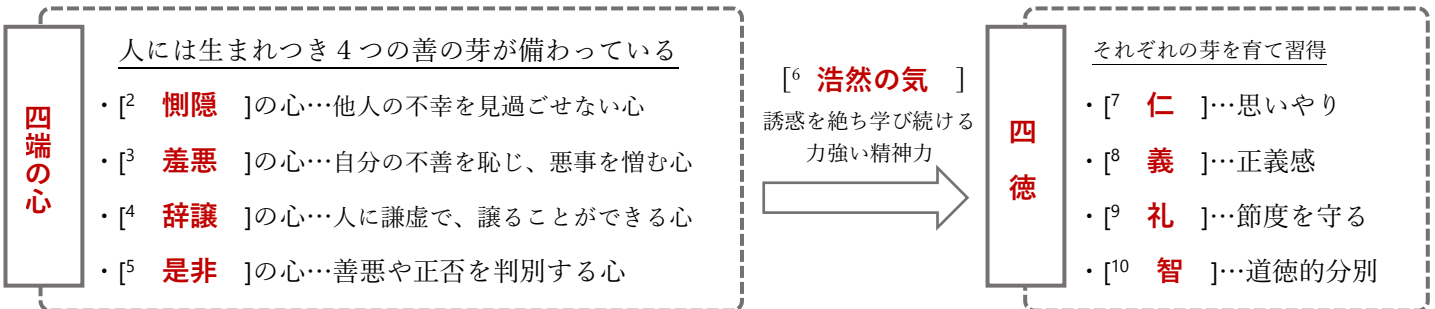 四端の心
人には生まれつき４つの善の芽が備わっている
・[2 惻隠 ]の心…他人の不幸を見過ごせない心
・[3 羞悪 ]の心…自分の不善を恥じ、悪事を憎む心
・[4 辞譲 ]の心…人に謙虚で、譲ることができる心
・[5 是非 ]の心…善悪や正否を判別する心
[6 浩然の気 ]
誘惑を絶ち学び続ける
力強い精神力
四徳
それぞれの芽を育て習得
・[7 仁 ]…思いやり
・[8 義 ]…正義感
・[9 礼 ]…節度を守る
・[10 智 ]…道徳的分別